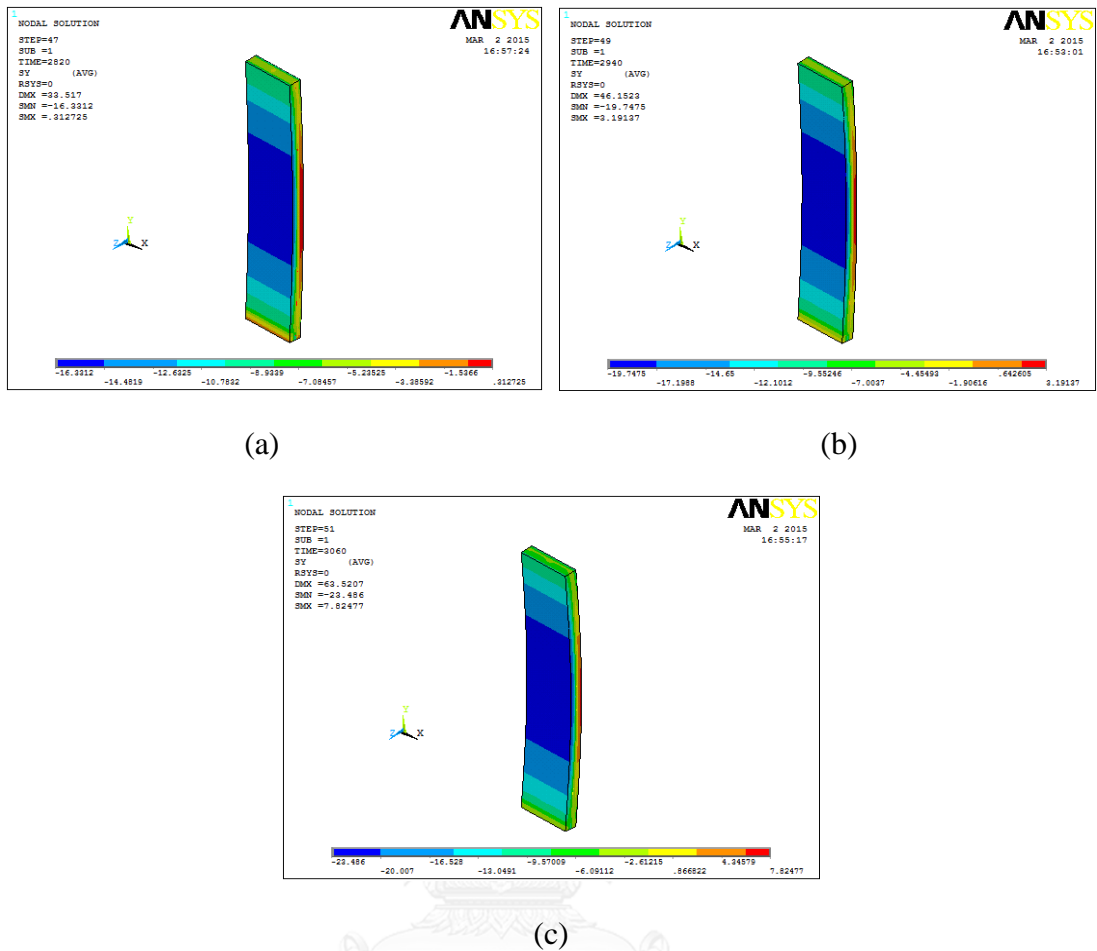 1
NODAL SOLUTION
STEP=47
SUB =1
TIME=2820
SY (AVG)
RSYS=0
DMX =33.517
SMN =-16.3312
SMX =.312725
ANSYS
MAR 2 2015
16:57:24
Y
Z X
-16.3312 -12.6325 -8.9339 -5.23525 -1.5366
-14.4819 -10.7832 -7.08457 -3.38592 .312725
(a)
1
NODAL SOLUTION
STEP=49
SUB =1
TIME=2940
SY (AVG)
RSYS=0
DMX =46.1523
SMN =-19.7475
SMX =3.19137
ANSYS
MAR 2 2015
16:53:01
Y
Z X
-19.7475 -14.65 -9.55246 -4.45493 .642605
-17.1988 -12.1012 -7.0037 -1.90616 3.19137
(b)
1
NODAL SOLUTION
STEP=51
SUB =1
TIME=3060
SY (AVG)
RSYS=0
DMX =63.5207
SMN =-23.486
SMX =7.82477
ANSYS
MAR 2 2015
16:55:17
Y
Z X
-23.486 -16.528 -9.57009 -2.61215 4.34579
-20.007 -13.0491 -6.09112 .866822 7.82477
(c)